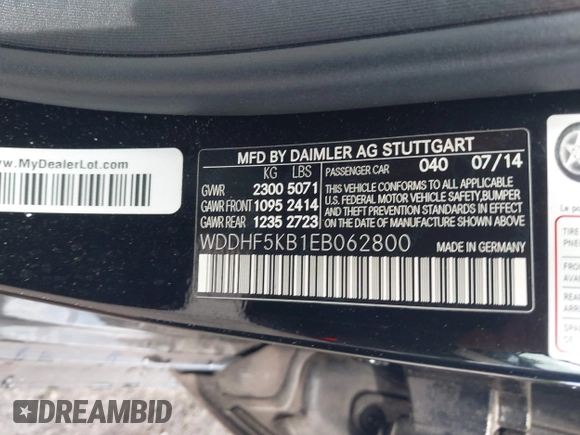 www.MyDealerLot.com
MFD BY DAIMLER AG STUTTGART
KG LBS PASSENGER CAR 040 07/14
GVWR 2300 5071
GAWR FRONT 1095 2414
GAWR REAR 1235 2723
THIS VEHICLE CONFORMS TO ALL APPLICABLE
U.S. FEDERAL MOTOR VEHICLE SAFETY, BUMPER
AND THEFT PREVENTION STANDARDS IN EFFECT
ON THE DATE OF MANUFACTURE SHOWN ABOVE
WDDHF5KB1EB062800
MADE IN GERMANY
TIRE
DREAMBID